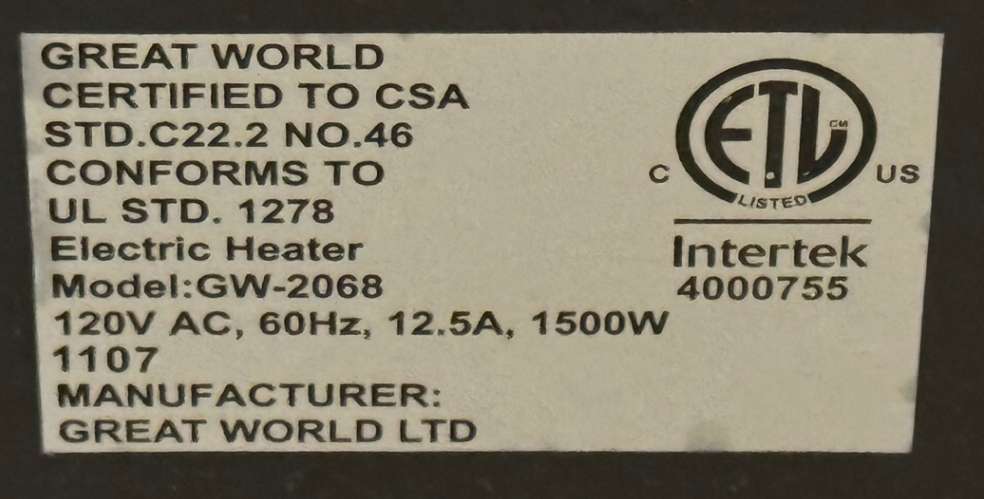 GREAT WORLD
CERTIFIED TO CSA
STD.C22.2 NO.46
CONFORMS TO
UL STD. 1278
Electric Heater
Model:GW-2068
120V AC, 60Hz, 12.5A, 1500W
1107
MANUFACTURER:
GREAT WORLD LTD
ETL CM
C US
LISTED
Intertek
4000755